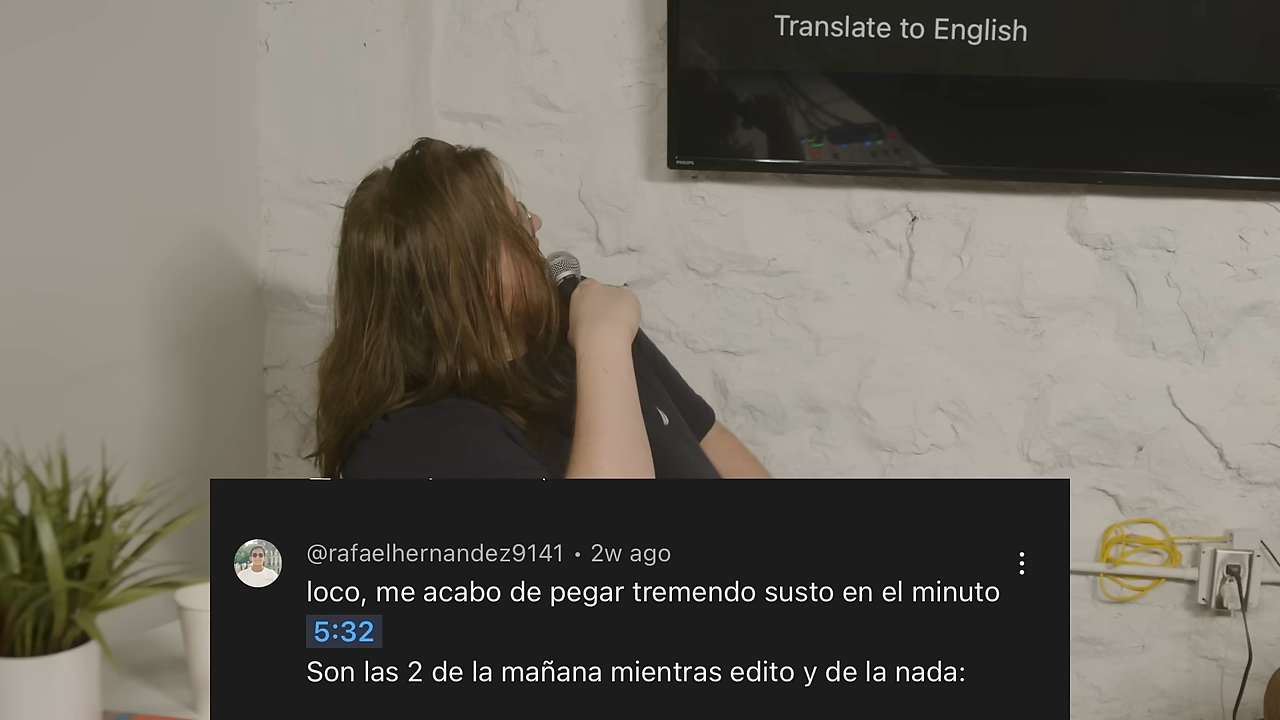 Translate to English
PHILIPS
@rafaelhernandez9141 • 2w ago
loco, me acabo de pegar tremendo susto en el minuto
5:32
Son las 2 de la mañana mientras edito y de la nada: